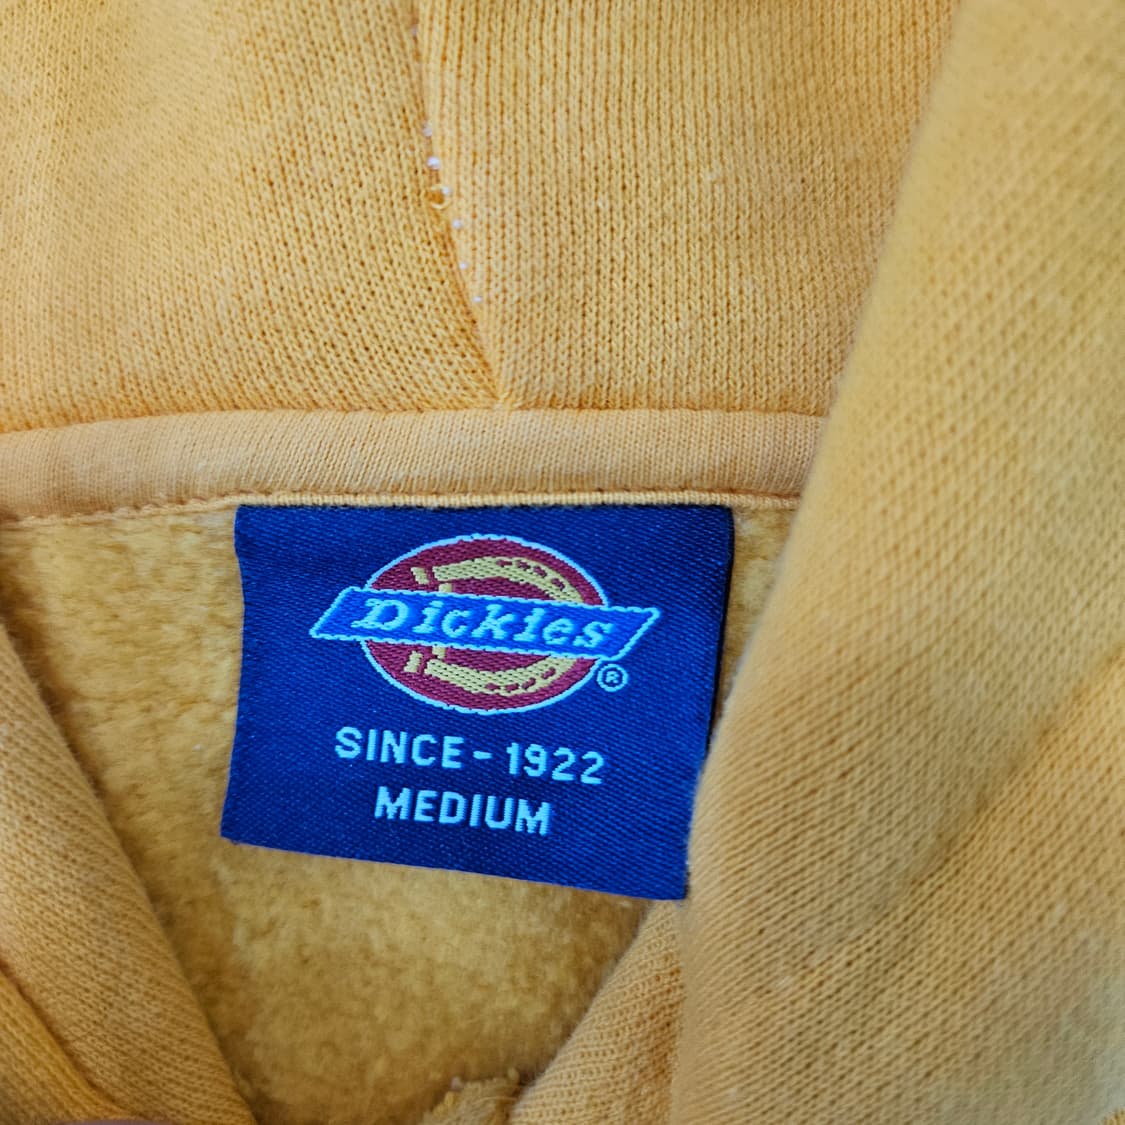 Dickies
®
SINCE - 1922
MEDIUM